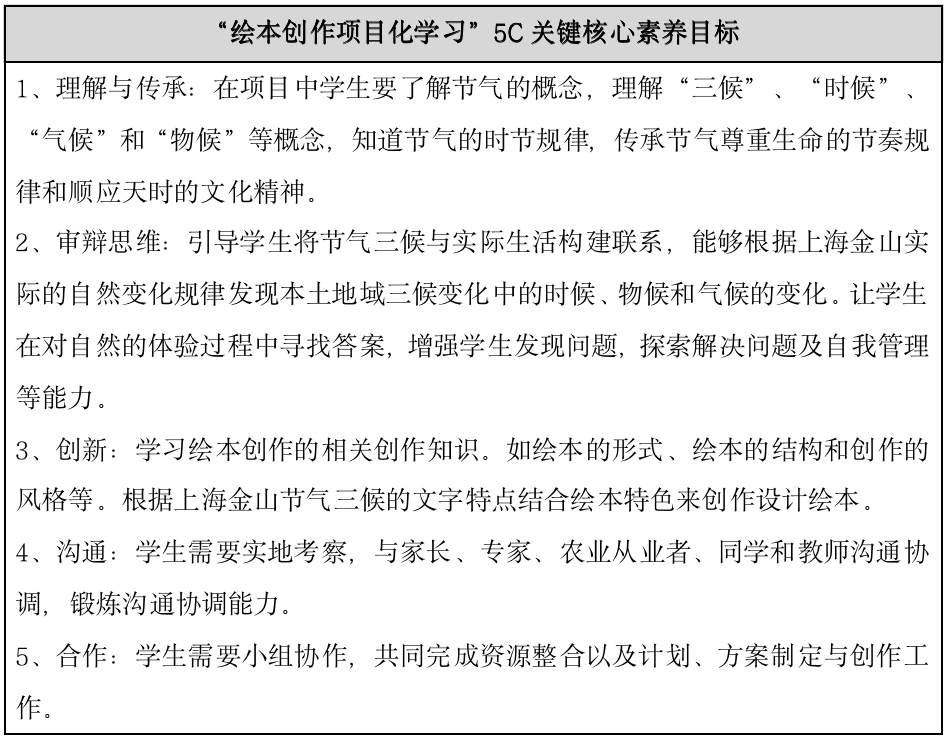 “绘本创作项目化学习”5C 关键核心素养目标
1、理解与传承：在项目中学生要了解节气的概念，理解“三候”、“时候”、
“气候”和“物候”等概念，知道节气的时节规律，传承节气尊重生命的节奏规
律和顺应天时的文化精神。
2、审辩思维：引导学生将节气三候与实际生活构建联系，能够根据上海金山实
际的自然变化规律发现本土地域三候变化中的时候、物候和气候的变化。让学生
在对自然的体验过程中寻找答案，增强学生发现问题，探索解决问题及自我管理
等能力。
3、创新：学习绘本创作的相关创作知识。如绘本的形式、绘本的结构和创作的
风格等。根据上海金山节气三候的文字特点结合绘本特色来创作设计绘本。
4、沟通：学生需要实地考察，与家长、专家、农业从业者、同学和教师沟通协
调，锻炼沟通协调能力。
5、合作：学生需要小组协作，共同完成资源整合以及计划、方案制定与创作工
作。